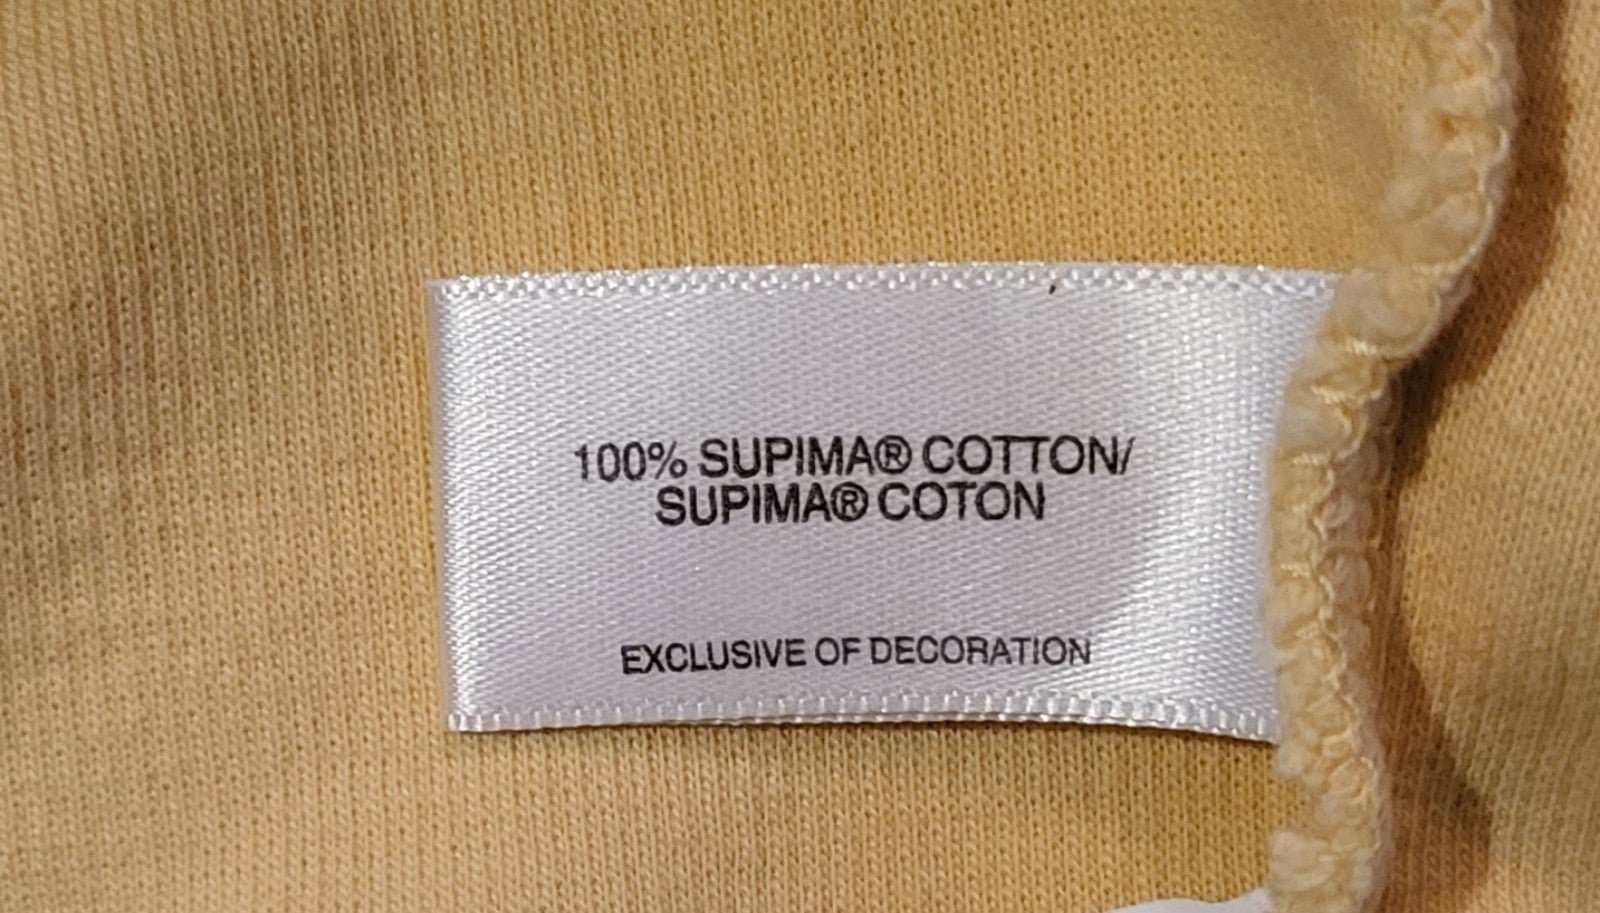 100% SUPIMA® COTTON/
SUPIMA® COTON
EXCLUSIVE OF DECORATION